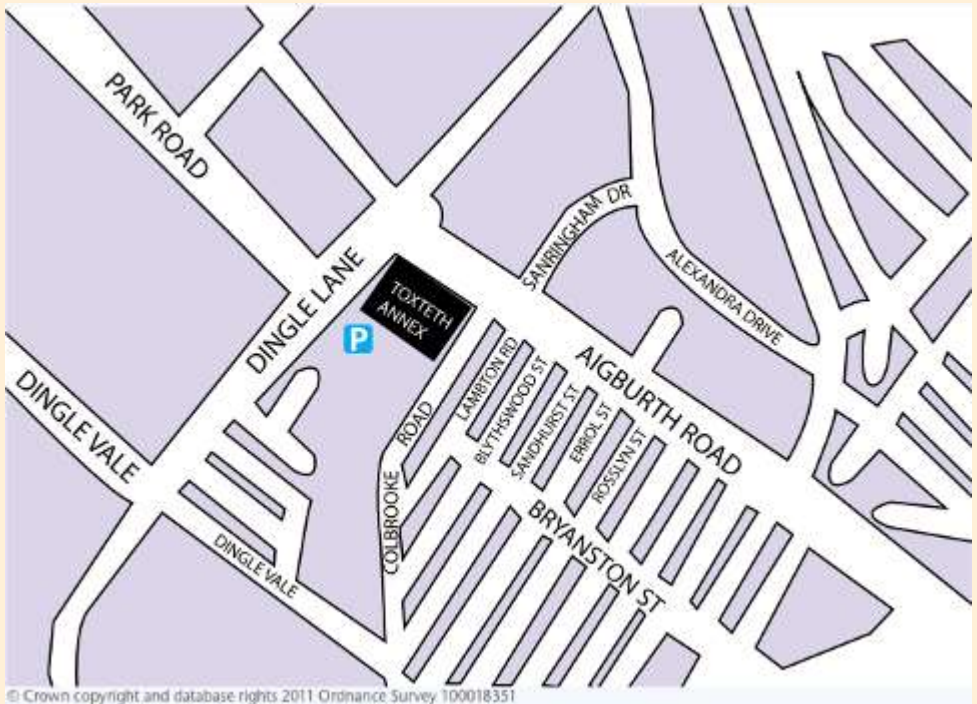 PARK ROAD
SANRINGHAM DR
ALEXANDRA DRIVE
DINGLE LANE
TOXTETH
ANNEX
P
AIGBURTH ROAD
LAMBTON RD
BLYTHSWOOD ST
SANDHURST ST
ERROL ST
ROSSLYN ST
DINGLE VALE
COLBROOKE ROAD
BRYANSTON ST
DINGLE VALE
© Crown copyright and database rights 2011 Ordnance Survey 100018351